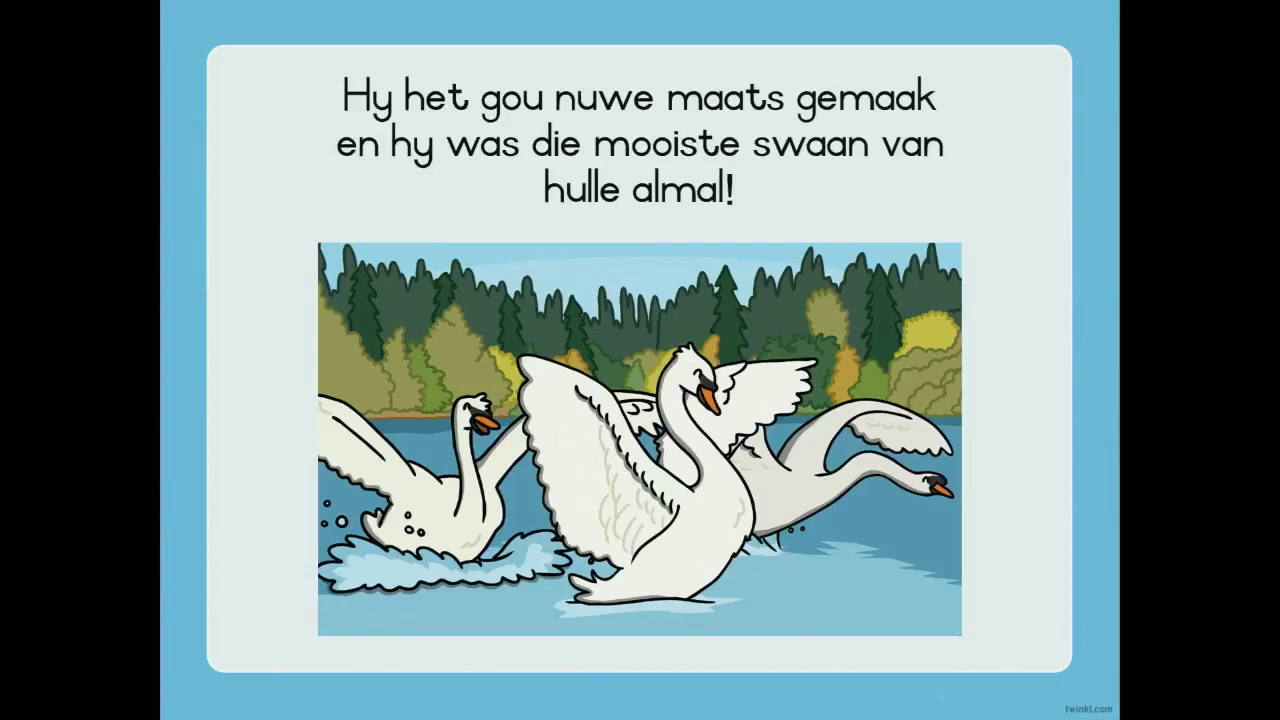 Hy het gou nuwe maats gemaak
en hy was die mooiste swaan van
hulle almal!
twinkl.com